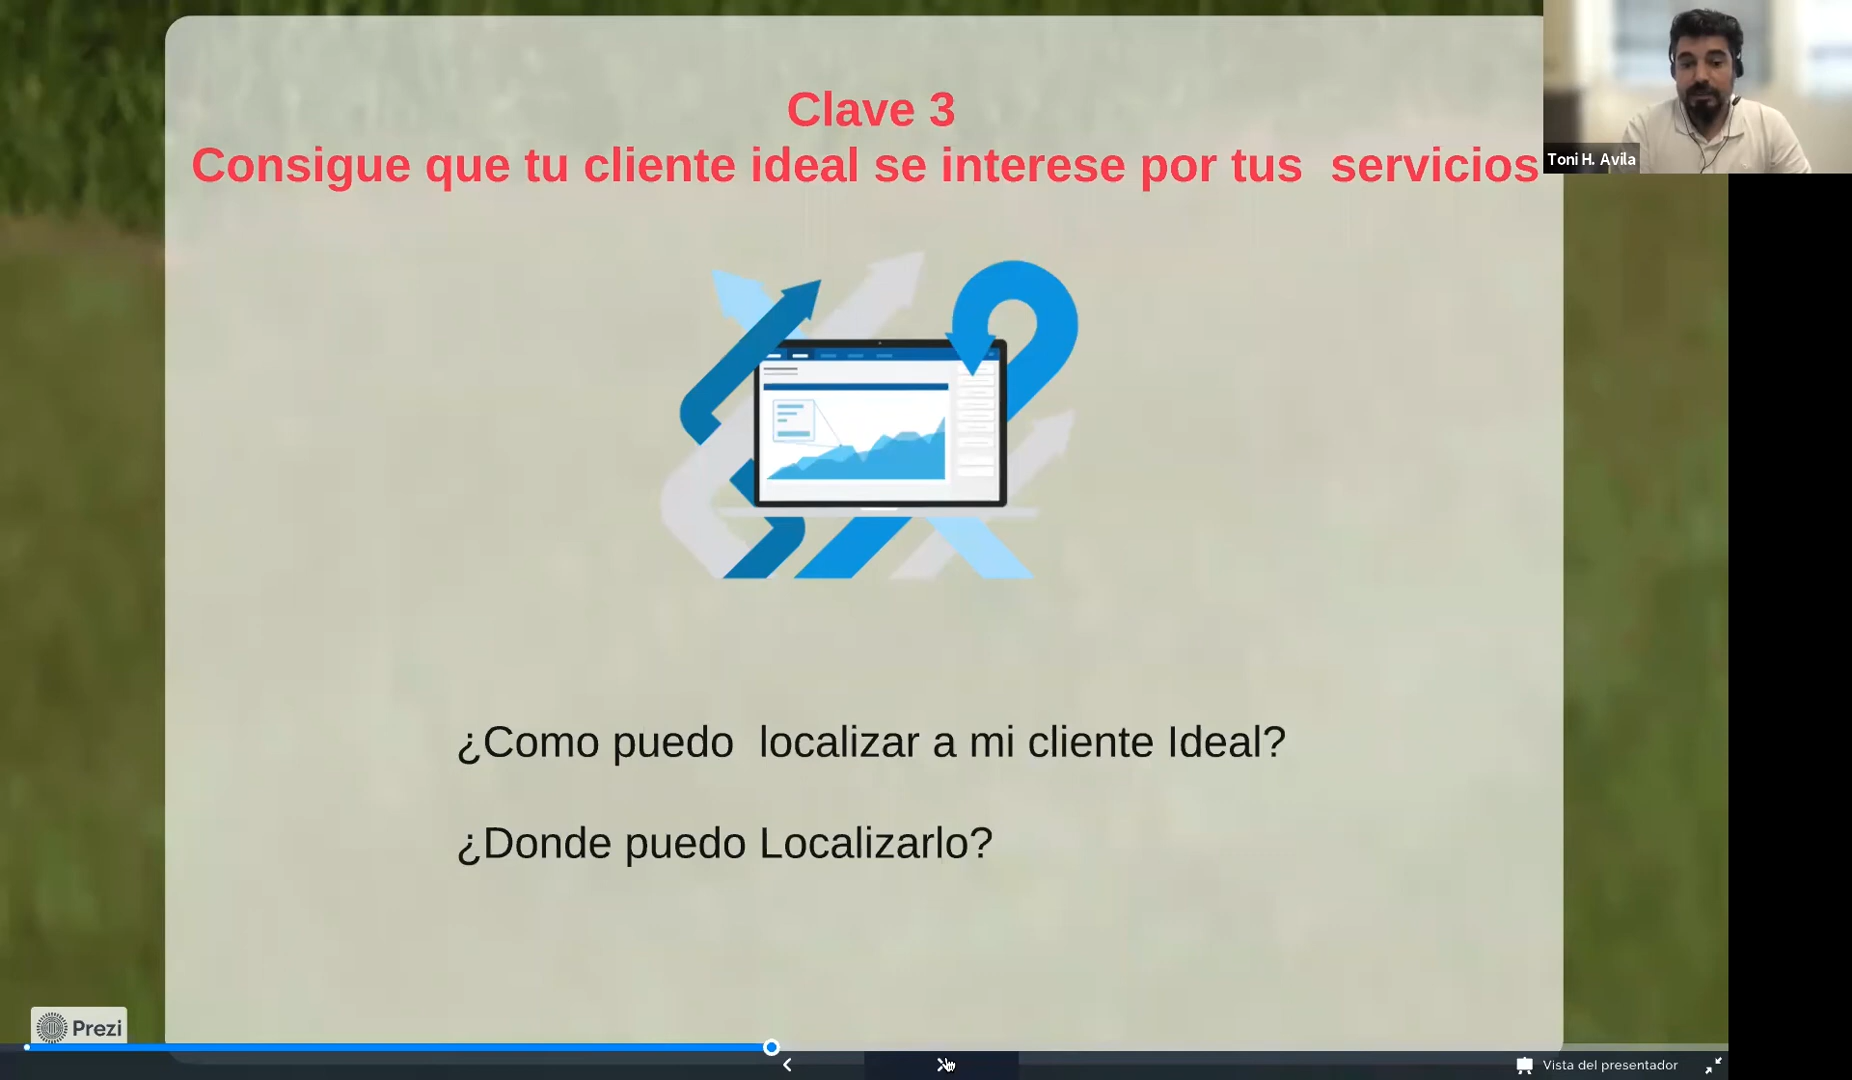 Clave 3
Consigue que tu cliente ideal se interese por tus  servicios
Toni H. Avila
¿Como puedo  localizar a mi cliente Ideal?
¿Donde puedo Localizarlo?
Prezi
Vista del presentador